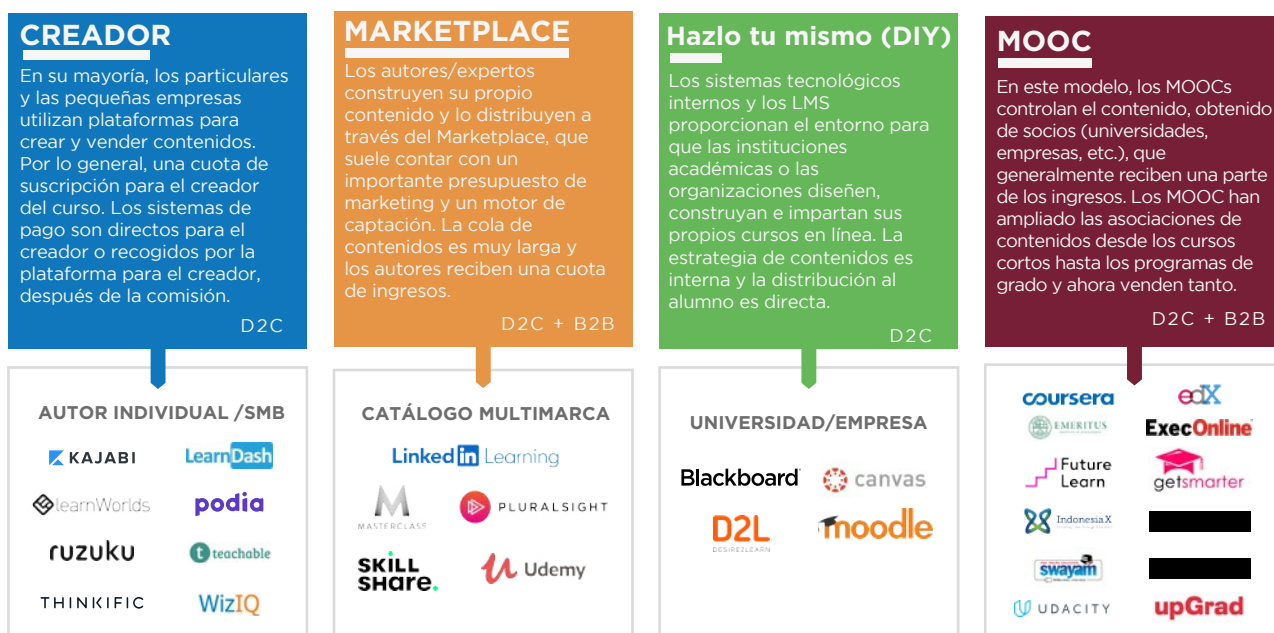 CREADOR
En su mayoría, los particulares
y las pequeñas empresas
utilizan plataformas para
crear y vender contenidos.
Por lo general, una cuota de
suscripción para el creador
del curso. Los sistemas de
pago son directos para el
creador o recogidos por la
plataforma para el creador,
después de la comisión.
D2C
AUTOR INDIVIDUAL /SMB
KAJABI
LearnDash
learnWorlds
podia
ruzuku
teachable
THINKIFIC
WizIQ
MARKETPLACE
Los autores/expertos
construyen su propio
contenido y lo distribuyen a
través del Marketplace, que
suele contar con un
importante presupuesto de
marketing y un motor de
captación. La cola de
contenidos es muy larga y
los autores reciben una cuota
de ingresos.
D2C + B2B
CATÁLOGO MULTIMARCA
Linked in Learning
M
MASTERCLASS
PLURALSIGHT
SKiLL
SHare.
Udemy
Hazlo tu mismo (DIY)
Los sistemas tecnológicos
internos y los LMS
proporcionan el entorno para
que las instituciones
académicas o las
organizaciones diseñen,
construyan e impartan sus
propios cursos en línea. La
estrategia de contenidos es
interna y la distribución al
alumno es directa.
D2C
UNIVERSIDAD/EMPRESA
Blackboard
canvas
D2L
DESIRE2LEARN
moodle
MOOC
En este modelo, los MOOCs
controlan el contenido, obtenido
de socios (universidades,
empresas, etc.), que
generalmente reciben una parte
de los ingresos. Los MOOC han
ampliado las asociaciones de
contenidos desde los cursos
cortos hasta los programas de
grado y ahora venden tanto.
D2C + B2B
coursera
edX
EMERITUS
ExecOnline
Future
Learn
getsmarter
IndonesiaX
swayam
UDACITY
upGrad